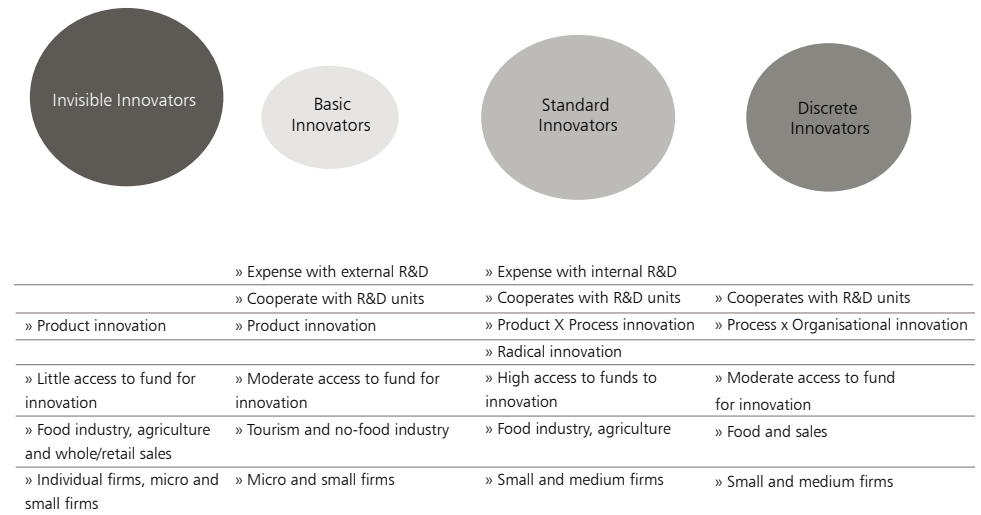 Invisible Innovators
Basic
Innovators
Standard
Innovators
Discrete
Innovators
» Expense with external R&D
» Expense with internal R&D
» Cooperate with R&D units
» Cooperates with R&D units
» Cooperates with R&D units
» Product innovation
» Product innovation
» Product X Process innovation
» Process x Organisational innovation
» Radical innovation
» Little access to fund for
innovation
» Moderate access to fund for
innovation
» High access to funds to
innovation
» Moderate access to fund
for innovation
» Food industry, agriculture
and whole/retail sales
» Tourism and no-food industry
» Food industry, agriculture
» Food and sales
» Individual firms, micro and
small firms
» Micro and small firms
» Small and medium firms
» Small and medium firms